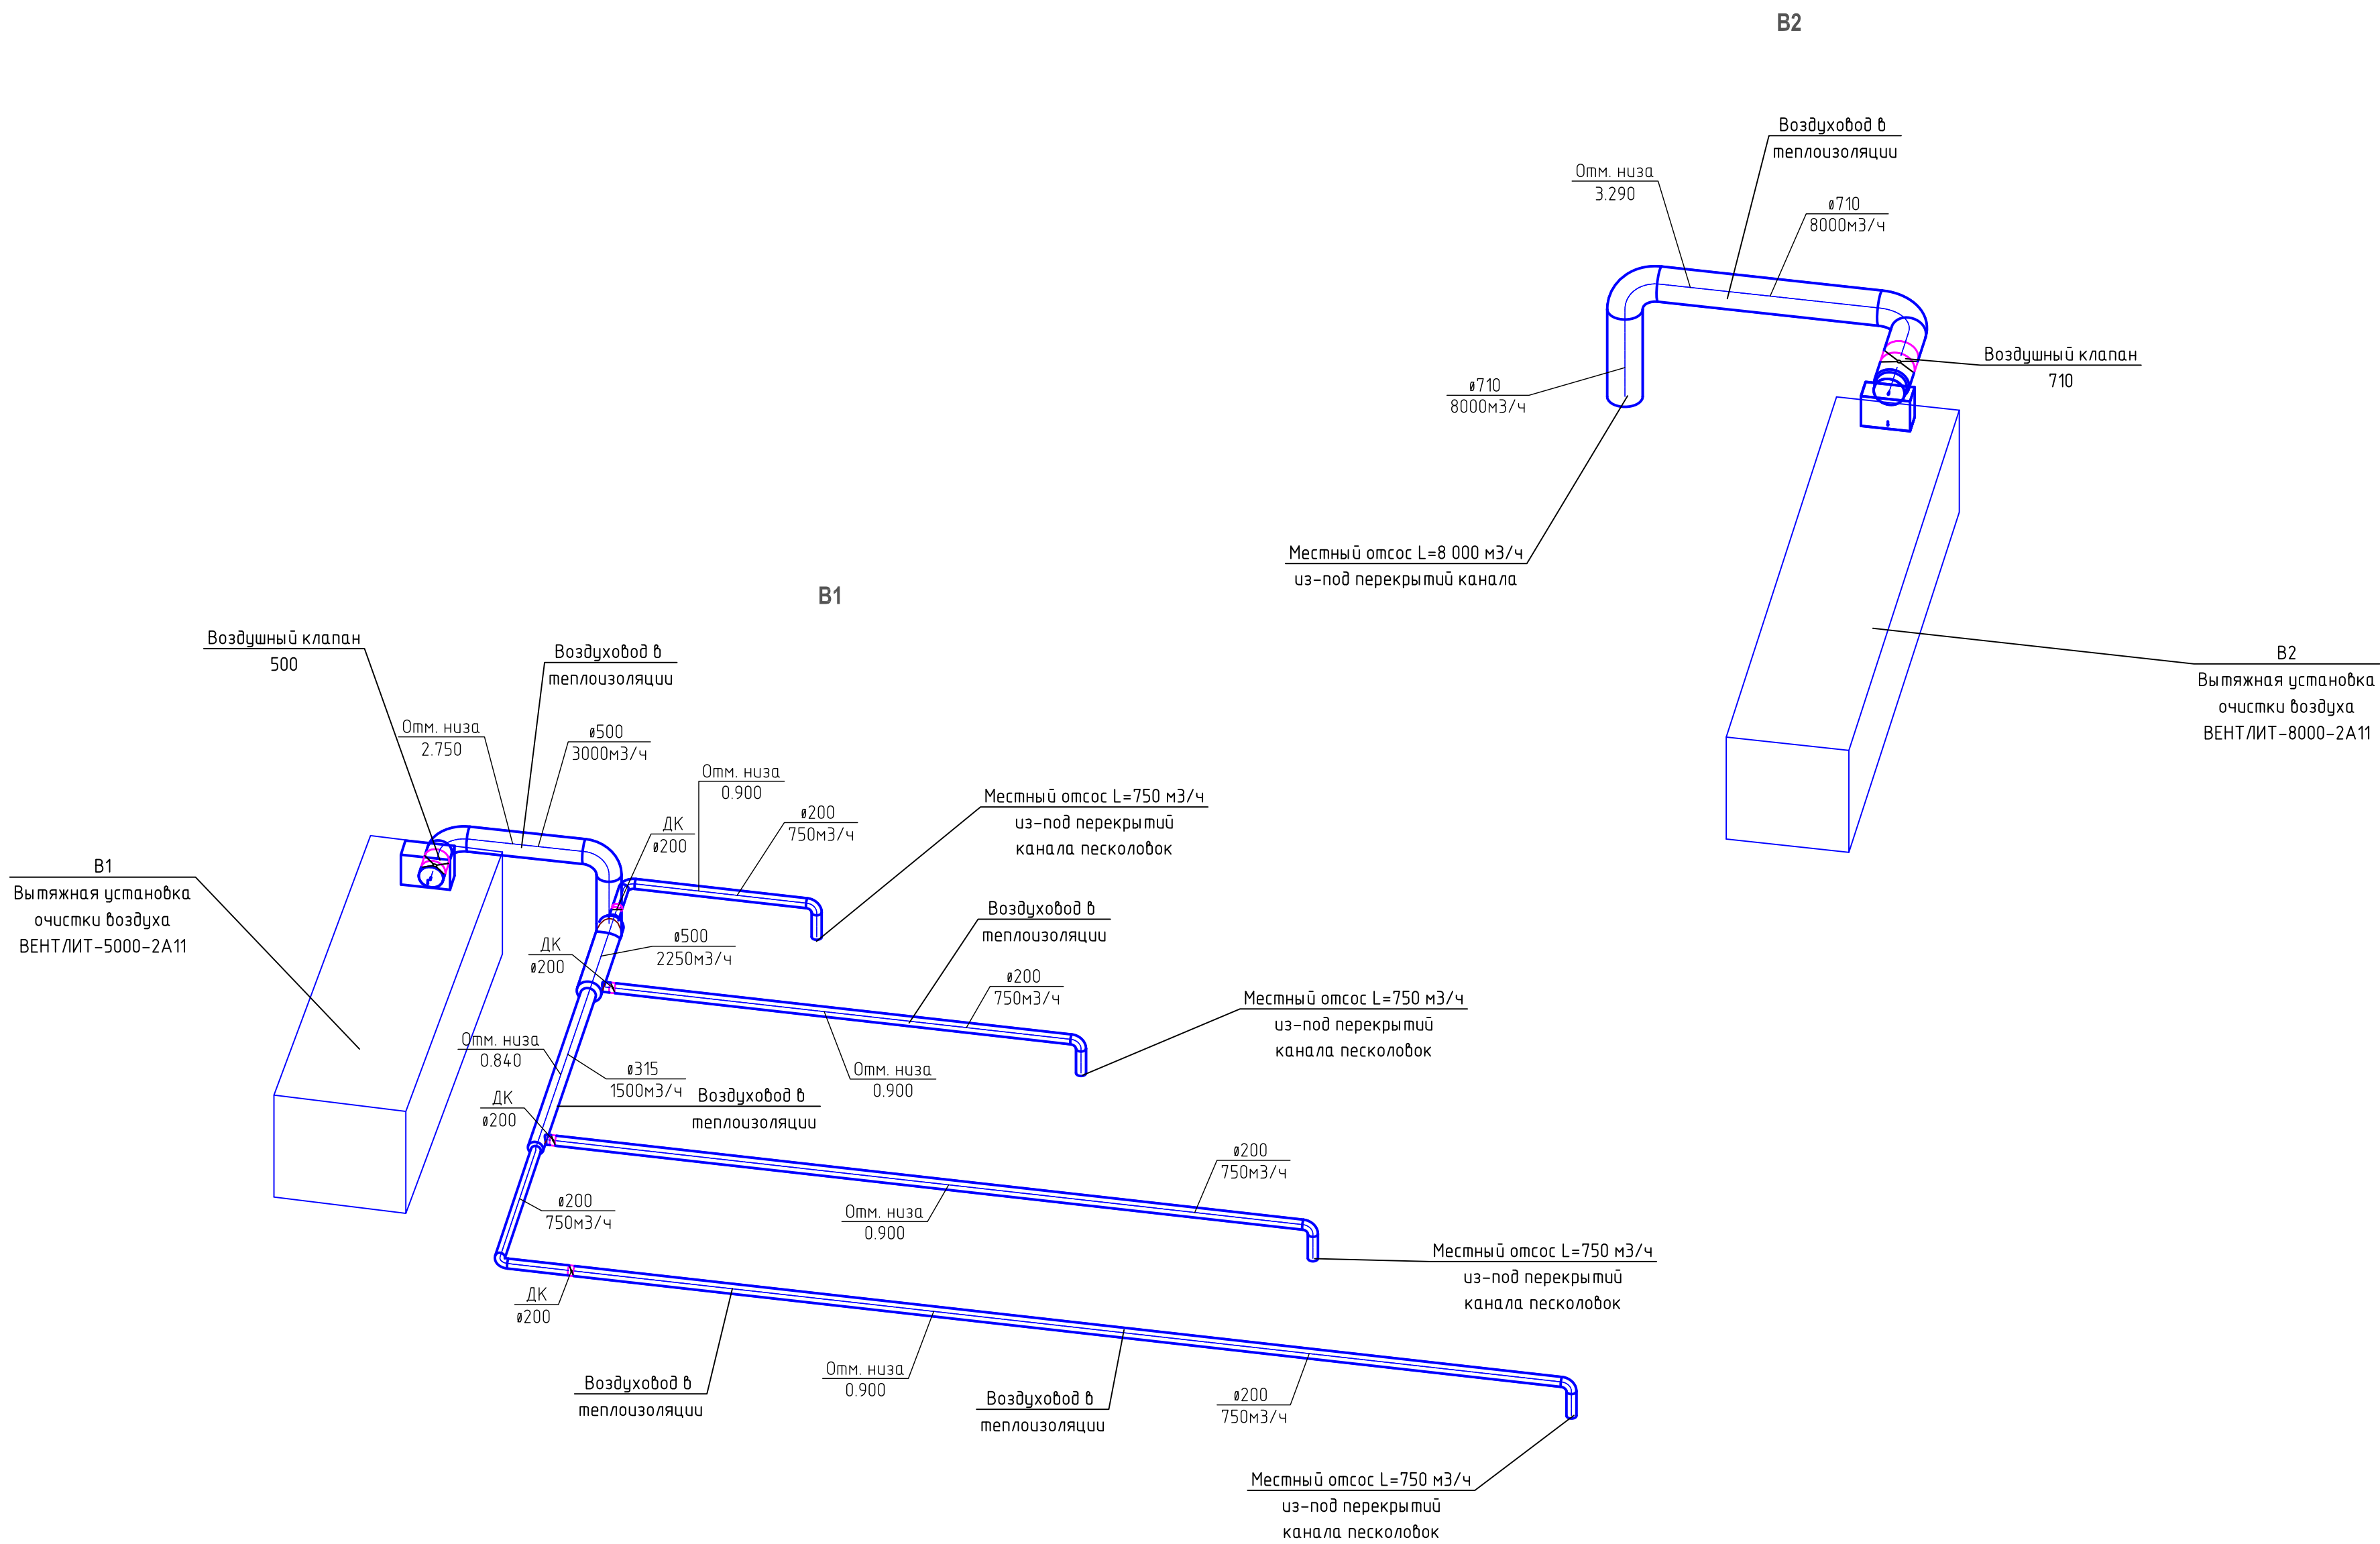 В2
Воздуховод в
теплоизоляции
Отм. низа
3.290
ø710
8000м3/ч
Воздушный клапан
710
ø710
8000м3/ч
Местный отсос L=8 000 м3/ч
из-под перекрытий канала
В2
Вытяжная установка
очистки воздуха
ВЕНТЛИТ-8000-2А11
В1
Воздушный клапан
500
Воздуховод в
теплоизоляции
Отм. низа
2.750
ø500
3000м3/ч
Отм. низа
0.900
ДК
ø200
ø200
750м3/ч
Местный отсос L=750 м3/ч
из-под перекрытий
канала песколовок
В1
Вытяжная установка
очистки воздуха
ВЕНТЛИТ-5000-2А11
ДК
ø200
ø500
2250м3/ч
Воздуховод в
теплоизоляции
ø200
750м3/ч
Местный отсос L=750 м3/ч
из-под перекрытий
канала песколовок
Отм. низа
0.840
ø315
1500м3/ч
Отм. низа
0.900
ДК
ø200
Воздуховод в
теплоизоляции
ø200
750м3/ч
ø200
750м3/ч
Отм. низа
0.900
Местный отсос L=750 м3/ч
из-под перекрытий
канала песколовок
ДК
ø200
Воздуховод в
теплоизоляции
Отм. низа
0.900
Воздуховод в
теплоизоляции
ø200
750м3/ч
Местный отсос L=750 м3/ч
из-под перекрытий
канала песколовок